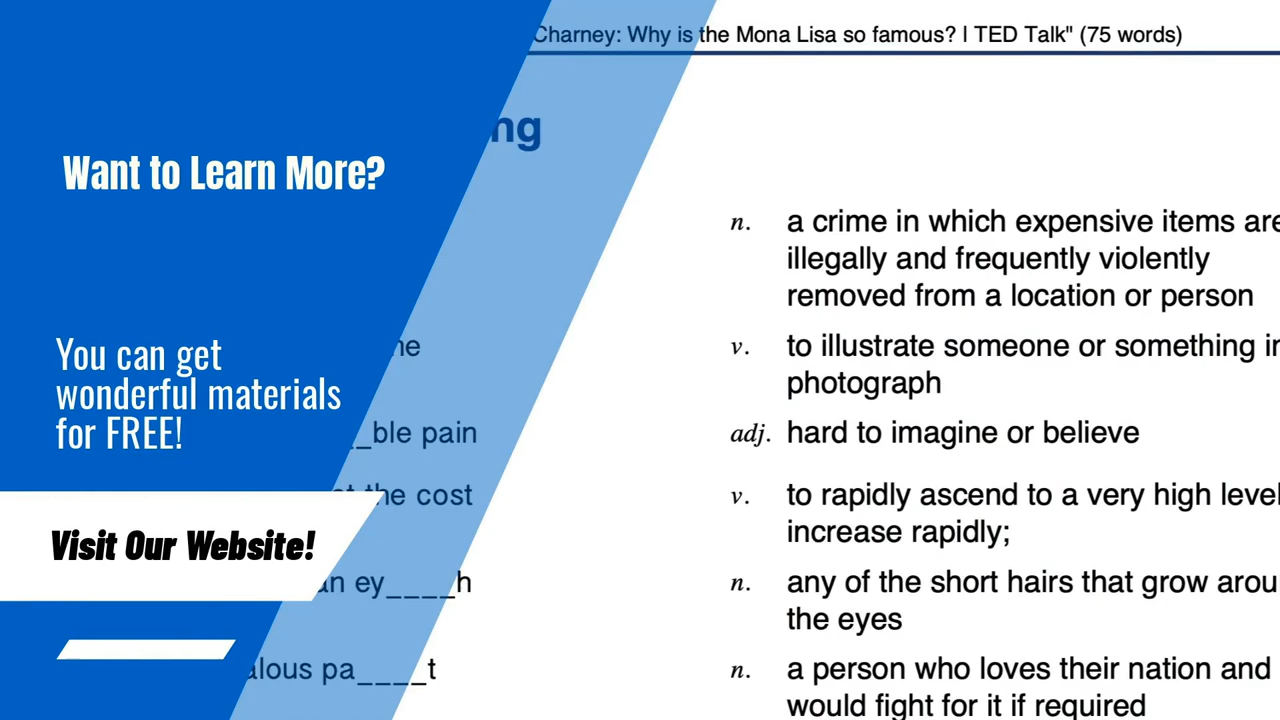 Charney: Why is the Mona Lisa so famous? | TED Talk" (75 words)
Want to Learn More?
You can get
wonderful materials
for FREE!
Visit Our Website!
ng
ne
_ble pain
the cost
an ey____h
alous pa____t
n. a crime in which expensive items are
illegally and frequently violently
removed from a location or person
v. to illustrate someone or something in
photograph
adj. hard to imagine or believe
v. to rapidly ascend to a very high level
increase rapidly;
n. any of the short hairs that grow arou
the eyes
n. a person who loves their nation and
would fight for it if required